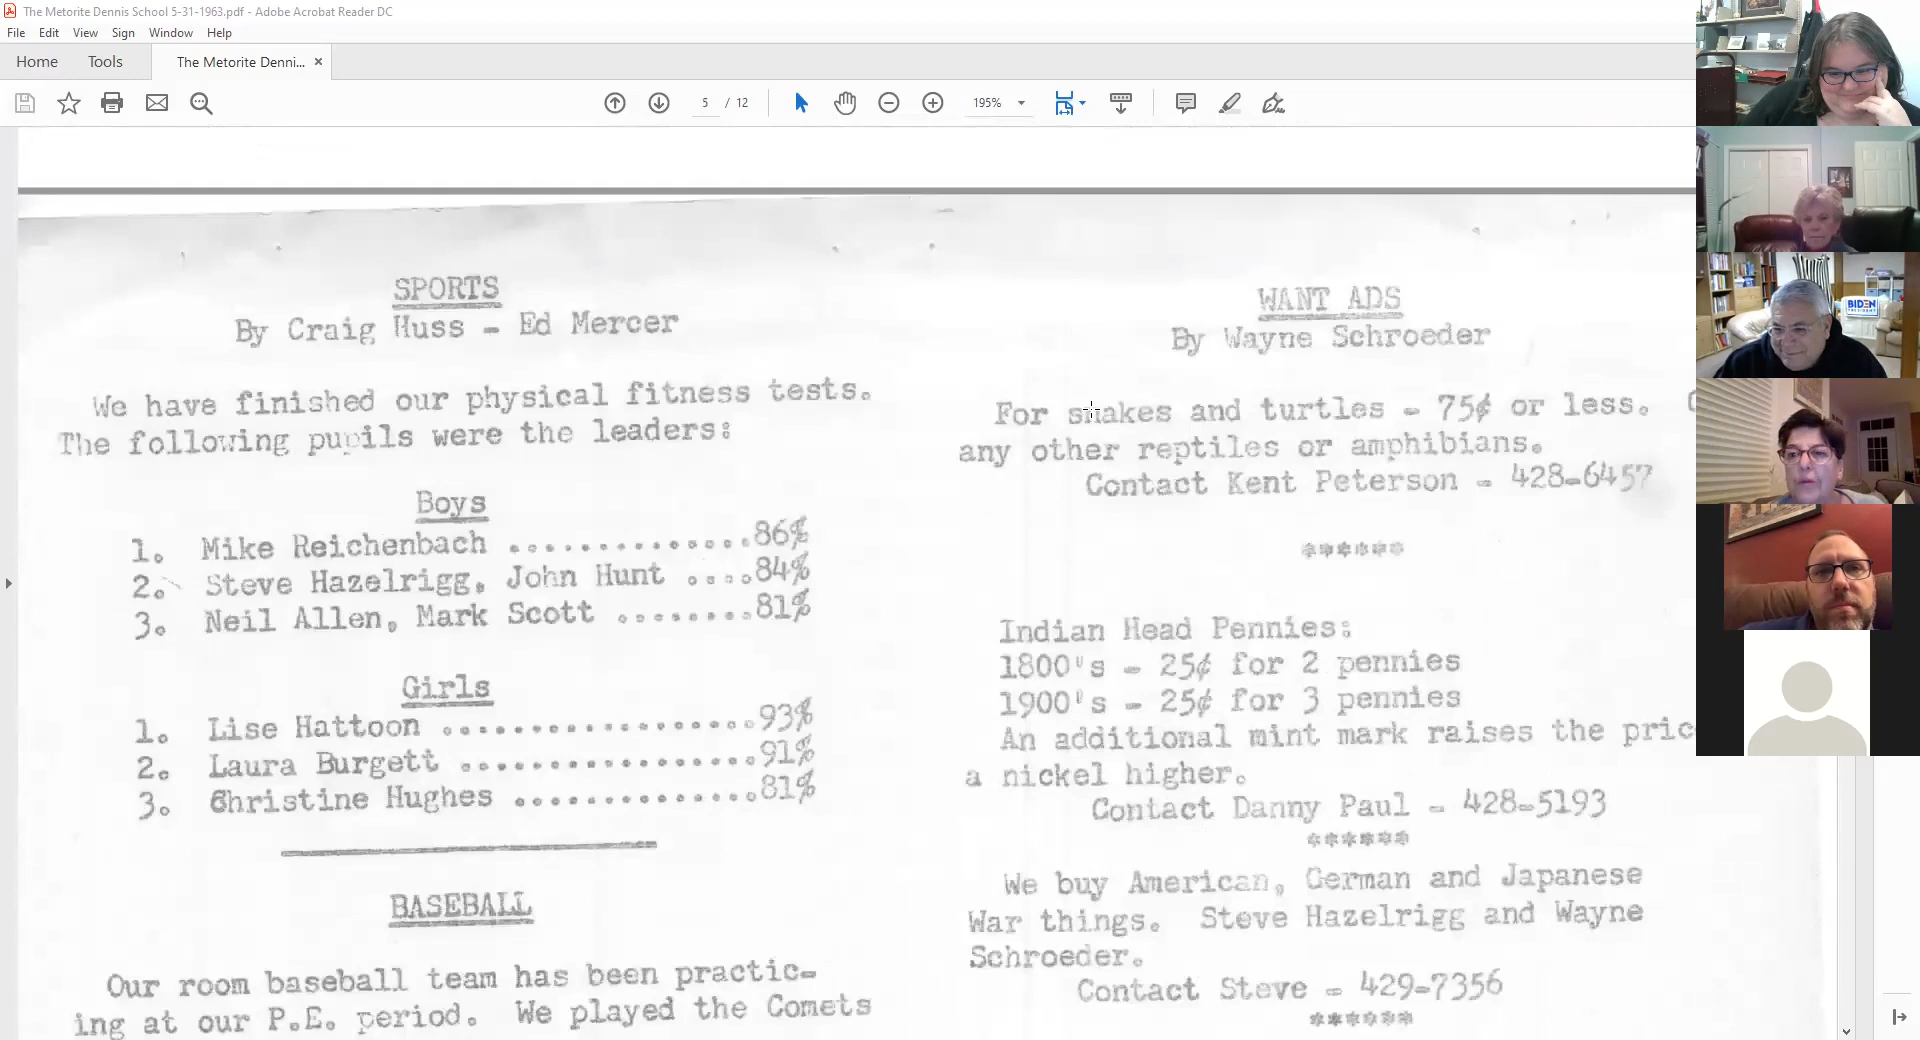 The Metorite Dennis School 5-31-1963.pdf - Adobe Acrobat Reader DC
File Edit View Sign Window Help
Home Tools The Metorite Denni... ×
5 / 12 195%
SPORTS
By Craig Huss - Ed Mercer
We have finished our physical fitness tests.
The following pupils were the leaders:
Boys
1. Mike Reichenbach ..............86%
2. Steve Hazelrigg, John Hunt ....84%
3. Neil Allen, Mark Scott ........81%
Girls
1. Lise Hattoon ..................93%
2. Laura Burgett .................91%
3. Christine Hughes ..............81%
BASEBALL
Our room baseball team has been practic-
ing at our P.E. period. We played the Comets
WANT ADS
By Wayne Schroeder
For snakes and turtles - 75¢ or less.
any other reptiles or amphibians.
Contact Kent Peterson - 428-6457
******
Indian Head Pennies:
1800's - 25¢ for 2 pennies
1900's - 25¢ for 3 pennies
An additional mint mark raises the pric
a nickel higher.
Contact Danny Paul - 428-5193
******
We buy American, German and Japanese
War things. Steve Hazelrigg and Wayne
Schroeder.
Contact Steve - 429-7356
******
BIDEN